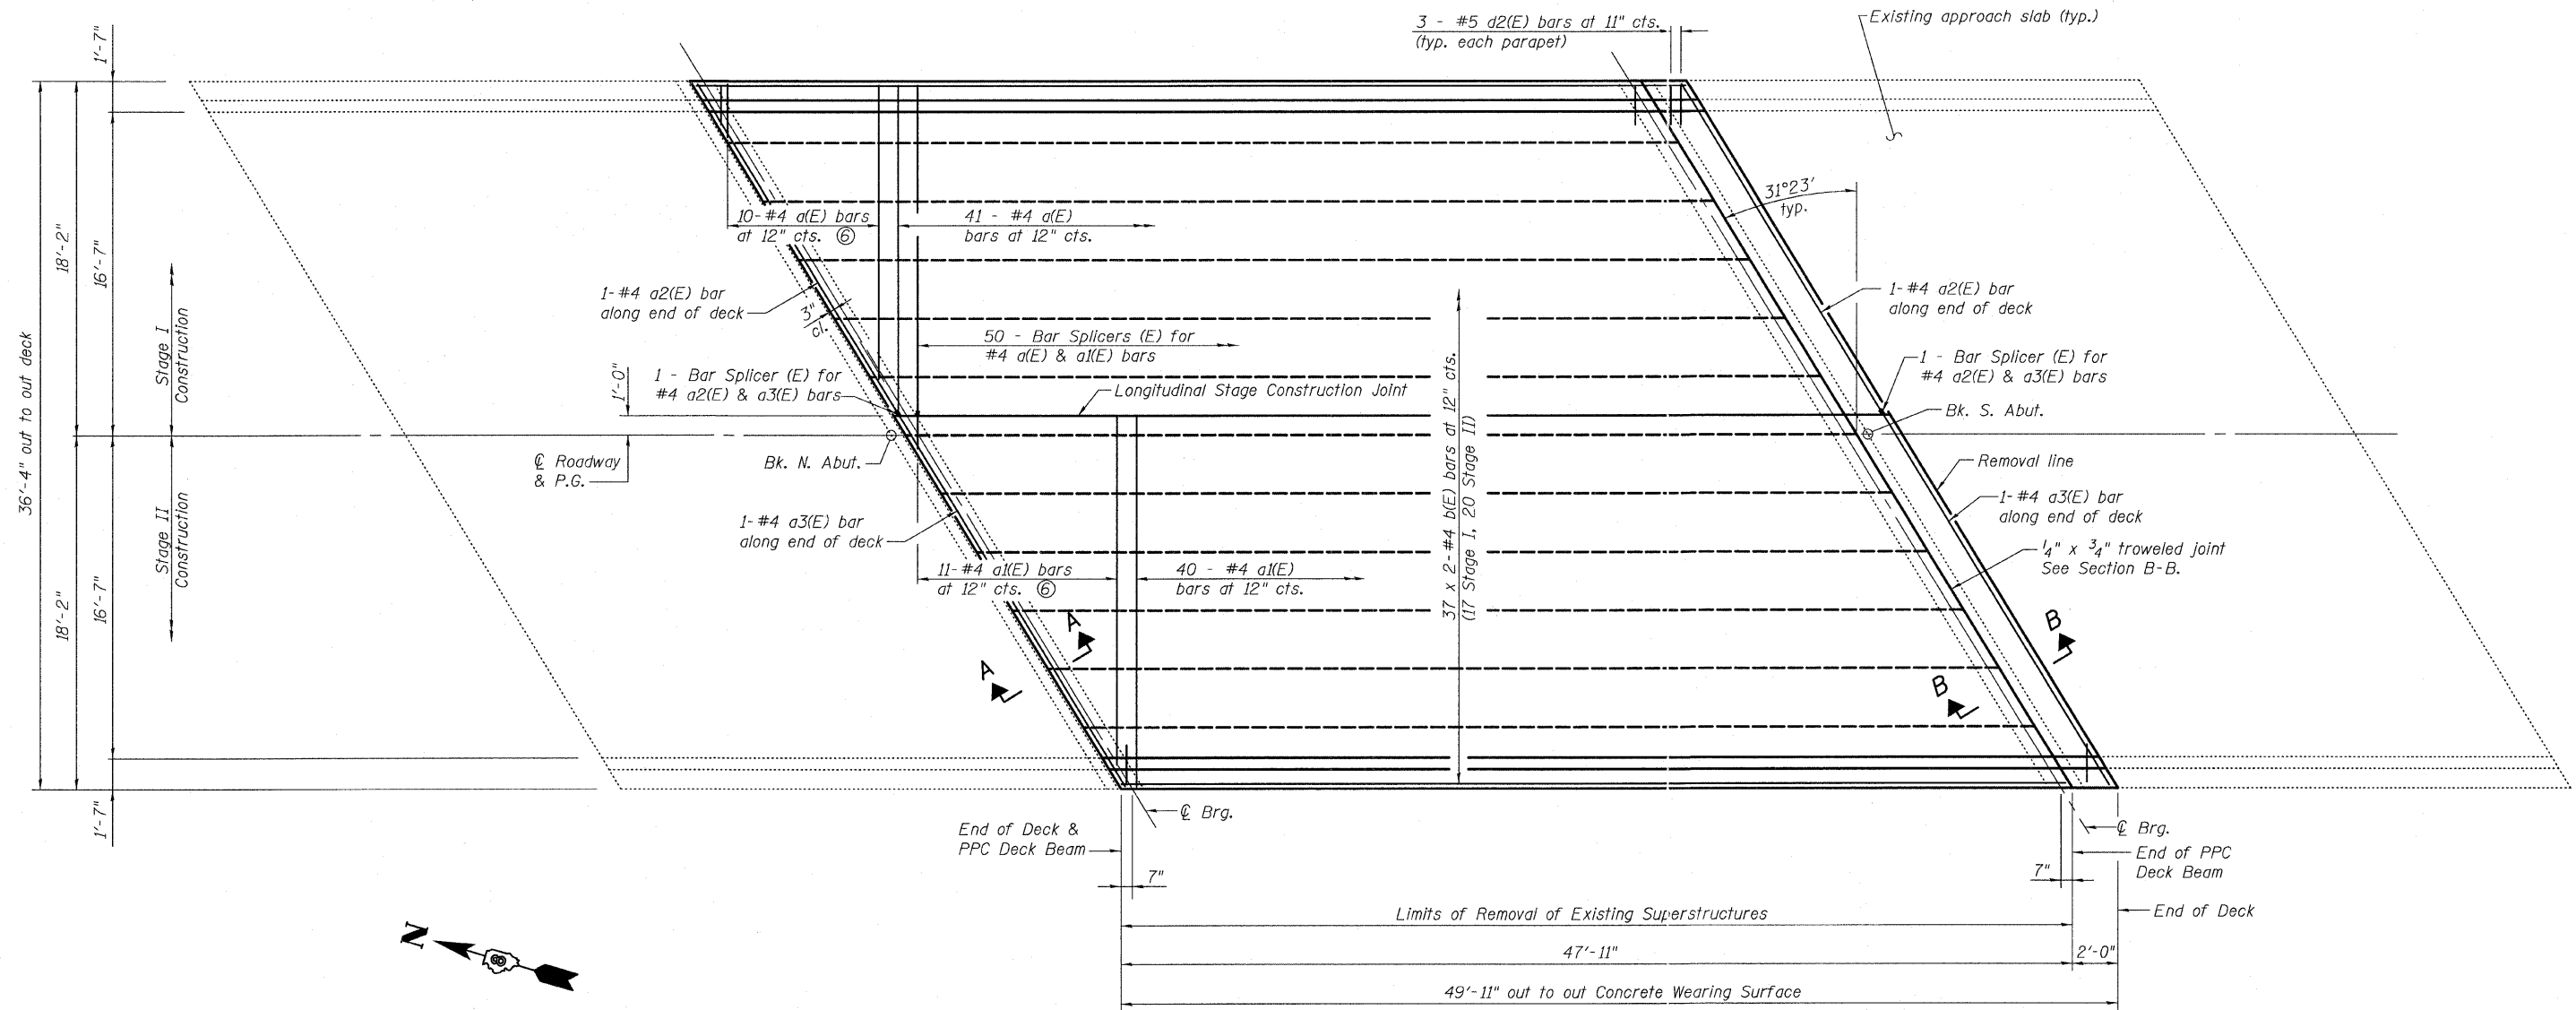 3 - #5 d2(E) bars at 11" cts.
(typ. each parapet)
Existing approach slab (typ.)
1'-7"
36'-4" out to out deck
18'-2"
16'-7"
Stage I
Construction
31°23'
typ.
10- #4 a(E) bars
at 12" cts. ⑥
41 - #4 a(E)
bars at 12" cts.
1- #4 a2(E) bar
along end of deck
3"
cl.
50 - Bar Splicers (E) for
#4 a(E) & a1(E) bars
1 - Bar Splicer (E) for
#4 a2(E) & a3(E) bars
1'-0"
Longitudinal Stage Construction Joint
37 x 2- #4 b(E) bars at 12" cts.
(17 Stage I, 20 Stage II)
1- #4 a2(E) bar
along end of deck
1 - Bar Splicer (E) for
#4 a2(E) & a3(E) bars
Bk. S. Abut.
℄ Roadway
& P.G.
Bk. N. Abut.
Removal line
Stage II
Construction
18'-2"
16'-7"
1'-7"
1- #4 a3(E) bar
along end of deck
1- #4 a3(E) bar
along end of deck
1/4" x 3/4" troweled joint
See Section B-B.
11- #4 a1(E) bars
at 12" cts. ⑥
40 - #4 a1(E)
bars at 12" cts.
A
A
B
B
℄ Brg.
End of Deck &
PPC Deck Beam
7"
℄ Brg.
End of PPC
Deck Beam
7"
Limits of Removal of Existing Superstructures
End of Deck
47'-11"
2'-0"
49'-11" out to out Concrete Wearing Surface
N